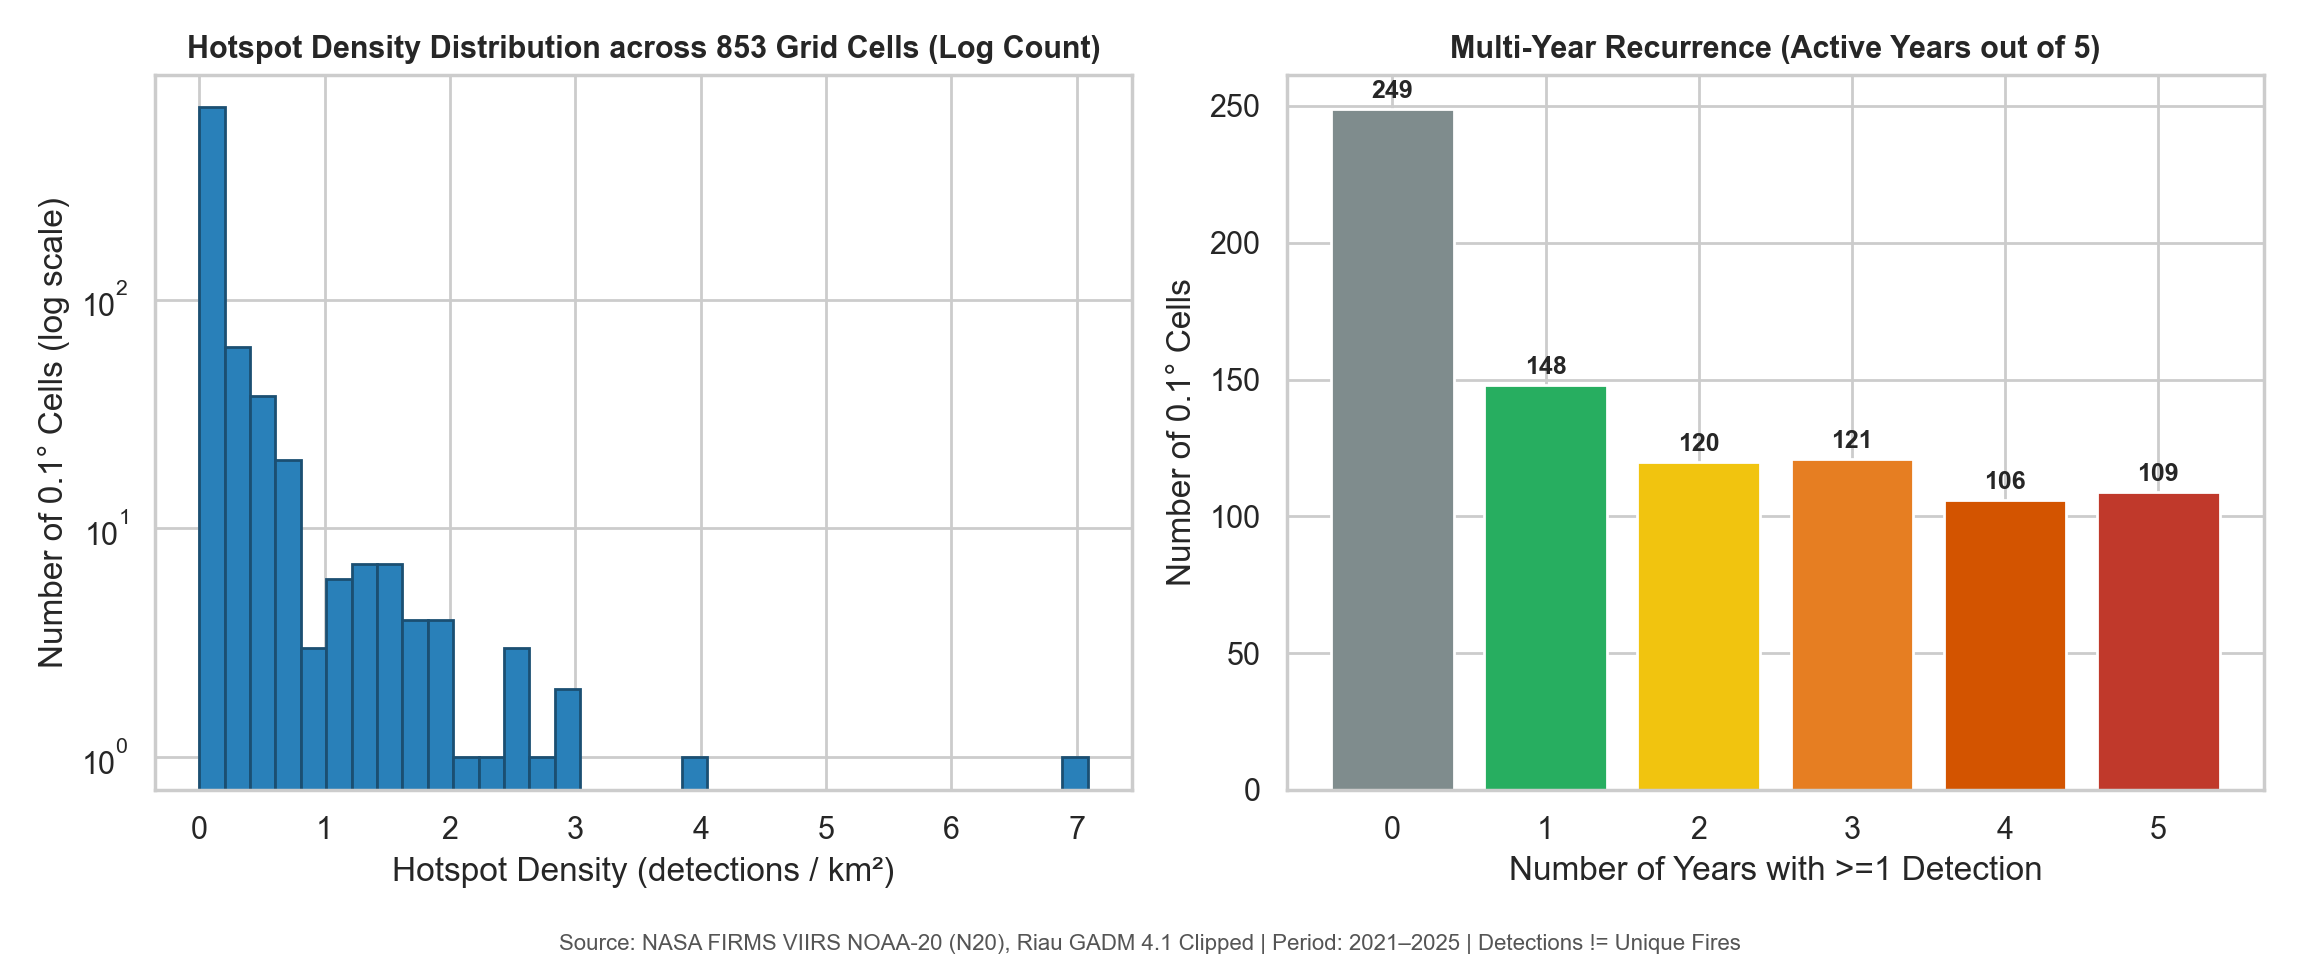 Hotspot Density Distribution across 853 Grid Cells (Log Count)
Number of 0.1° Cells (log scale)
10²
10¹
10⁰
0 1 2 3 4 5 6 7
Hotspot Density (detections / km²)
Multi-Year Recurrence (Active Years out of 5)
Number of 0.1° Cells
250
200
150
100
50
0
249
148
120
121
106
109
0 1 2 3 4 5
Number of Years with >=1 Detection
Source: NASA FIRMS VIIRS NOAA-20 (N20), Riau GADM 4.1 Clipped | Period: 2021–2025 | Detections != Unique Fires